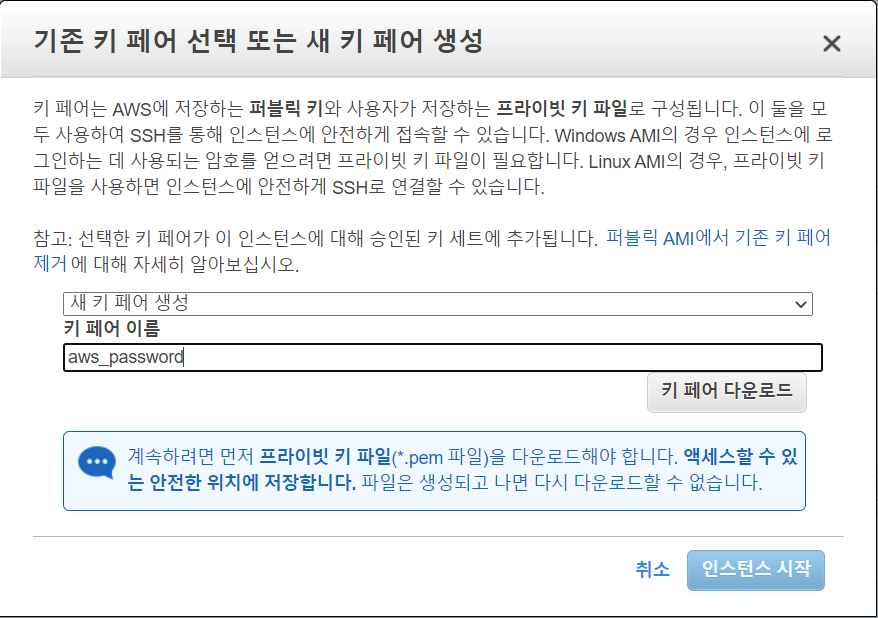 기존 키 페어 선택 또는 새 키 페어 생성
키 페어는 AWS에 저장하는 퍼블릭 키와 사용자가 저장하는 프라이빗 키 파일로 구성됩니다. 이 둘을 모
두 사용하여 SSH를 통해 인스턴스에 안전하게 접속할 수 있습니다. Windows AMI의 경우 인스턴스에 로
그인하는 데 사용되는 암호를 얻으려면 프라이빗 키 파일이 필요합니다. Linux AMI의 경우, 프라이빗 키
파일을 사용하면 인스턴스에 안전하게 SSH로 연결할 수 있습니다.
참고: 선택한 키 페어가 이 인스턴스에 대해 승인된 키 세트에 추가됩니다. 퍼블릭 AMI에서 기존 키 페어
제거 에 대해 자세히 알아보십시오.
새 키 페어 생성
키 페어 이름
aws_password
키 페어 다운로드
계속하려면 먼저 프라이빗 키 파일(*.pem 파일)을 다운로드해야 합니다. 액세스할 수 있
는 안전한 위치에 저장합니다. 파일은 생성되고 나면 다시 다운로드할 수 없습니다.
취소 인스턴스 시작